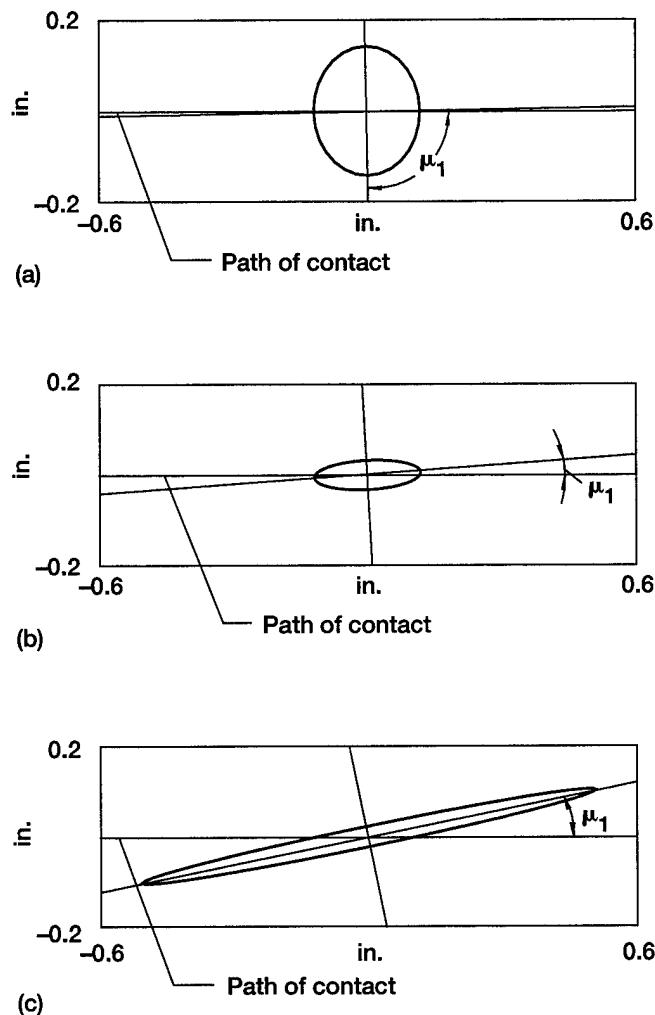 0.2
in.
μ1
–0.2
–0.6
in.
0.6
Path of contact
(a)
0.2
in.
μ1
–0.2
–0.6
in.
0.6
Path of contact
(b)
0.2
in.
μ1
–0.2
–0.6
in.
0.6
Path of contact
(c)